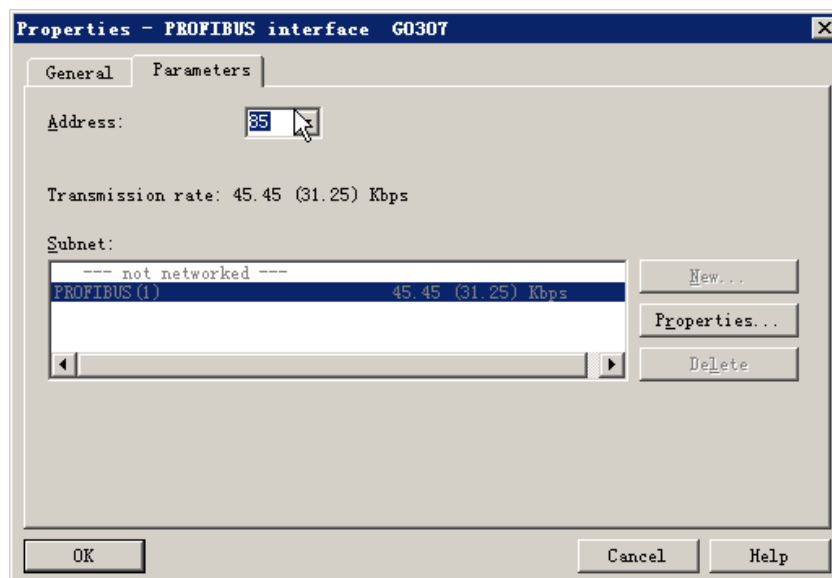 Properties - PROFIBUS interface GO307
General Parameters
Address: 85
Transmission rate: 45.45 (31.25) Kbps
Subnet:
--- not networked ---
PROFIBUS(1) 45.45 (31.25) Kbps
New...
Properties...
Delete
OK Cancel Help